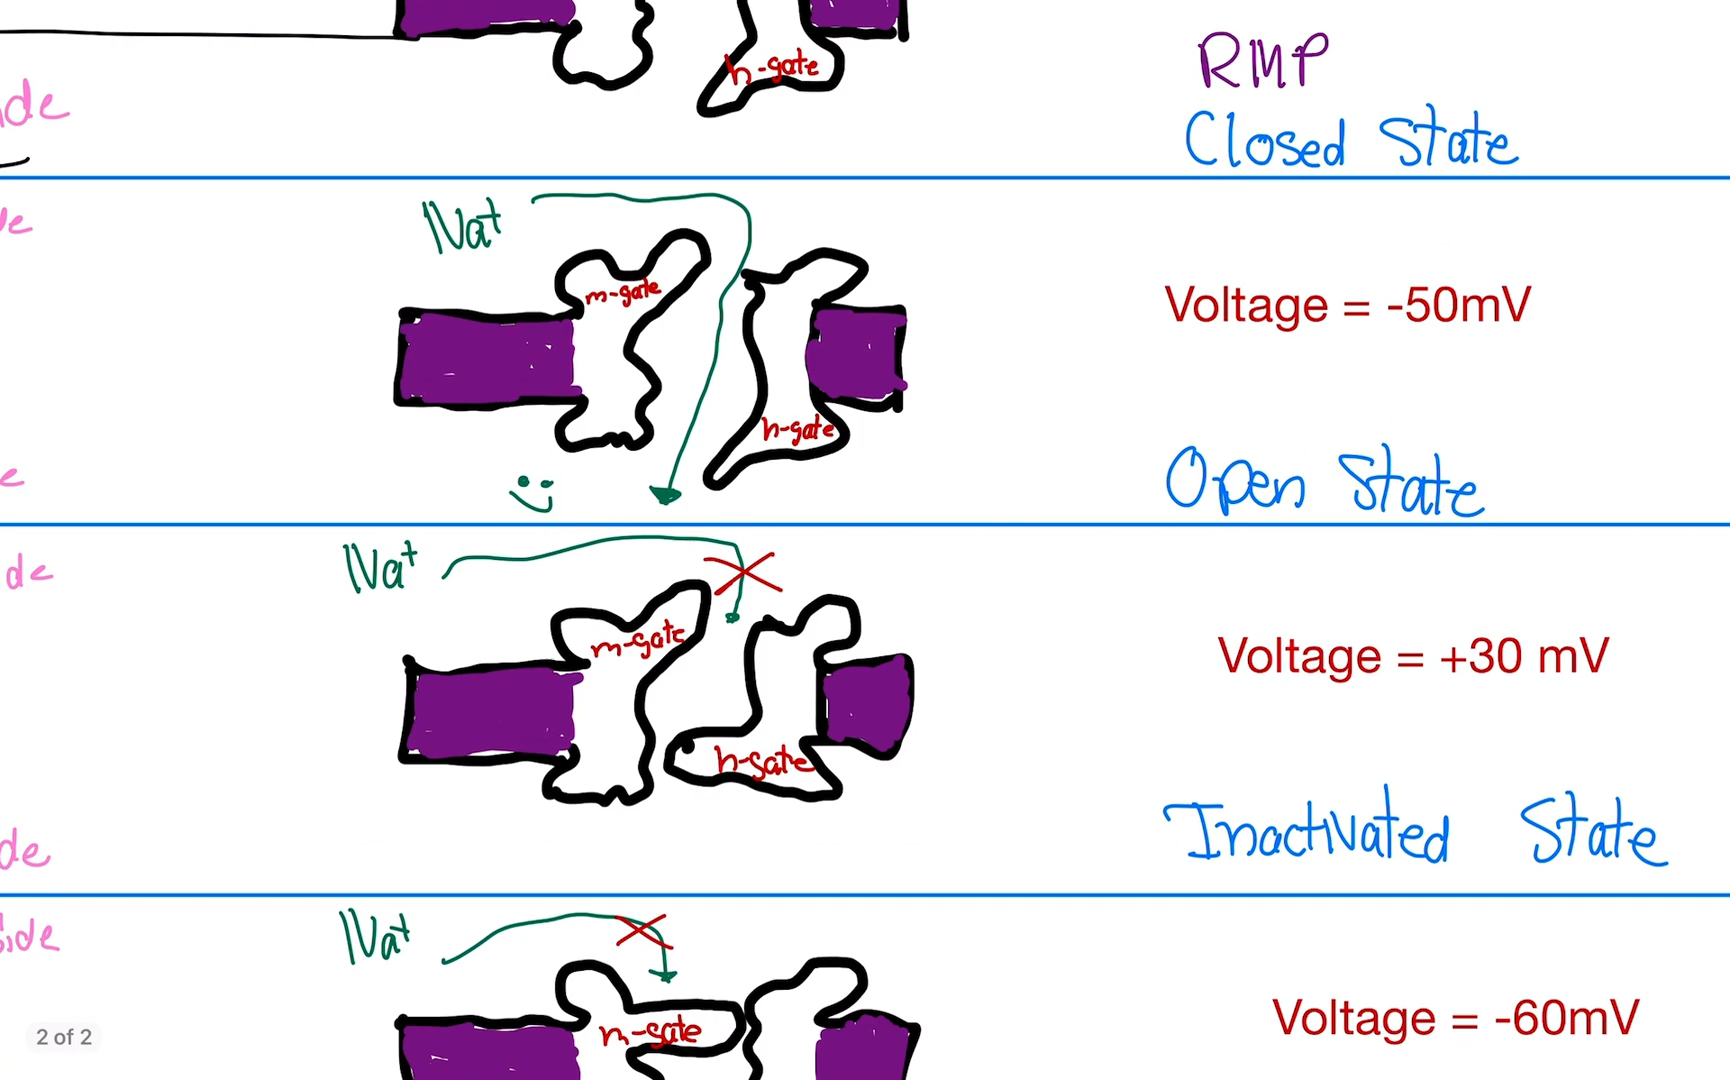 h-gate
RMP
de
Closed State
Na+
e
m-gate
Voltage = -50mV
h-gate
e
Open State
Na+
de
m-gate
Voltage = +30 mV
h-gate
Inactivated State
de
Na+
side
m-gate
Voltage = -60mV
2 of 2